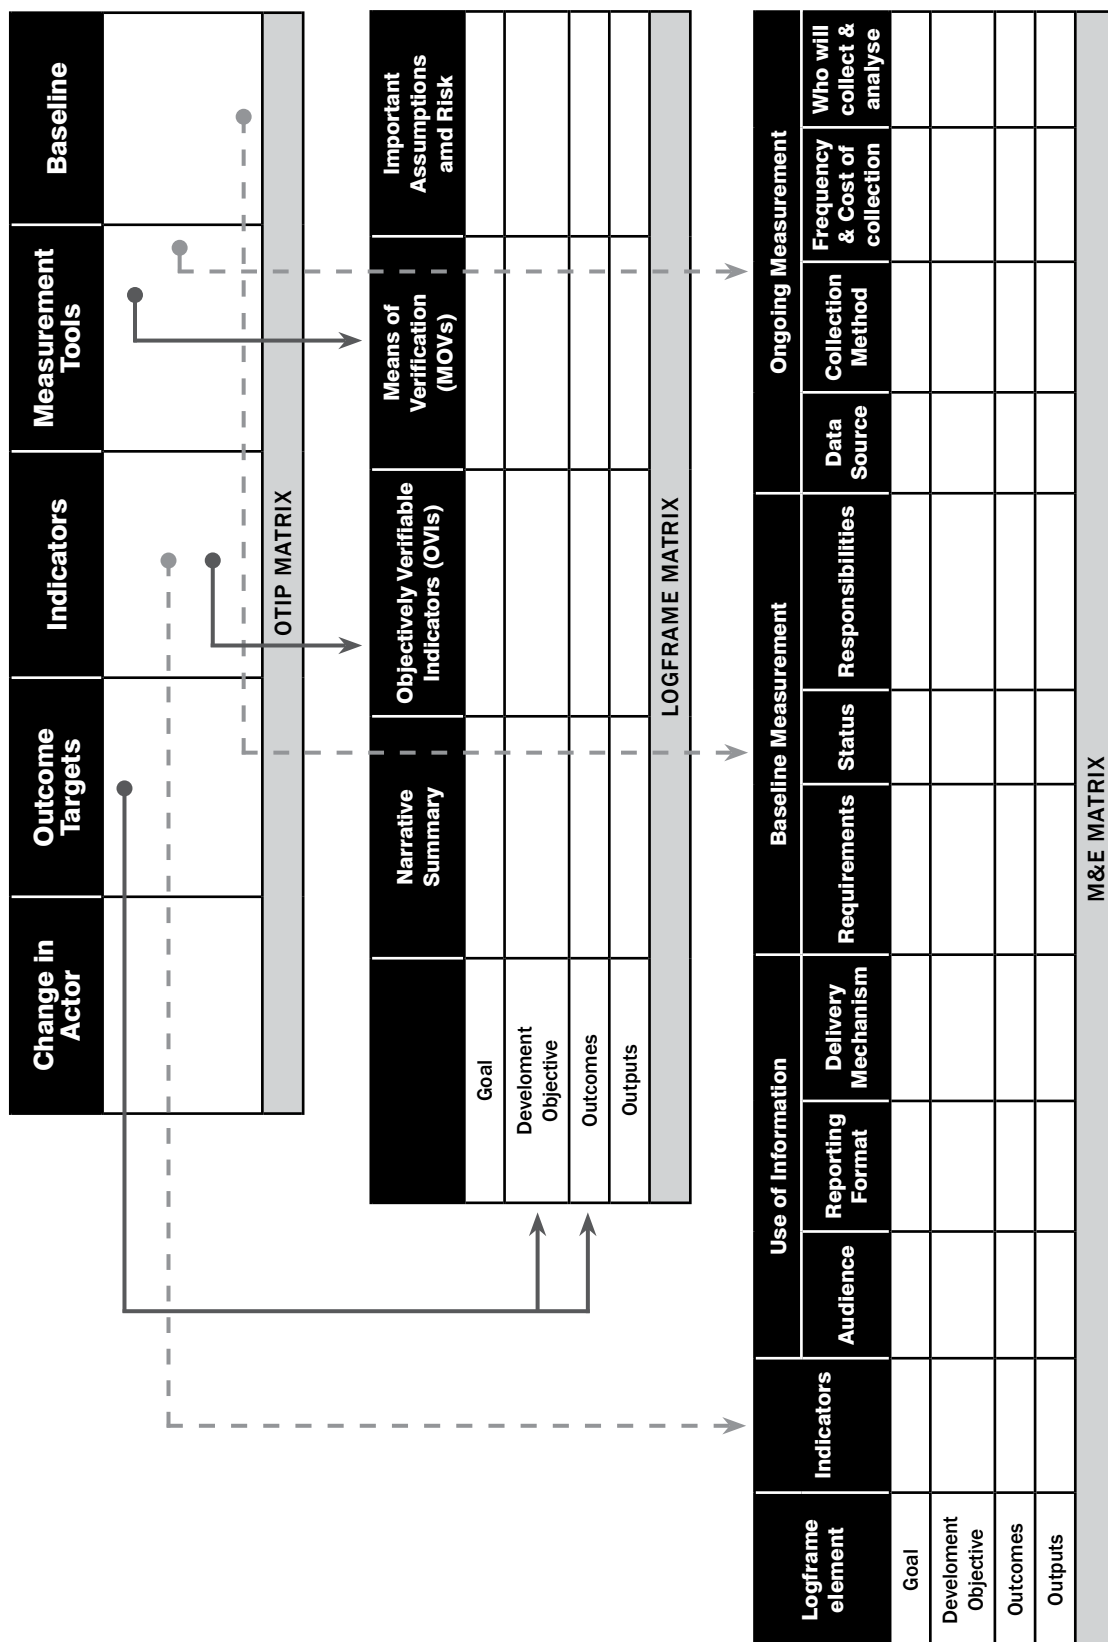 Change in
Actor
Outcome
Targets
Indicators
Measurement
Tools
Baseline
OTIP MATRIX
Narrative
Summary
Objectively Verifiable
Indicators (OVIs)
Means of
Verification
(MOVs)
Important
Assumptions
amd Risk
Goal
Develoment
Objective
Outcomes
Outputs
LOGFRAME MATRIX
Logframe
element
Indicators
Use of Information
Baseline Measurement
Ongoing Measurement
Audience
Reporting
Format
Delivery
Mechanism
Requirements
Status
Responsibilities
Data
Source
Collection
Method
Frequency
& Cost of
collection
Who will
collect &
analyse
Goal
Develoment
Objective
Outcomes
Outputs
M&E MATRIX